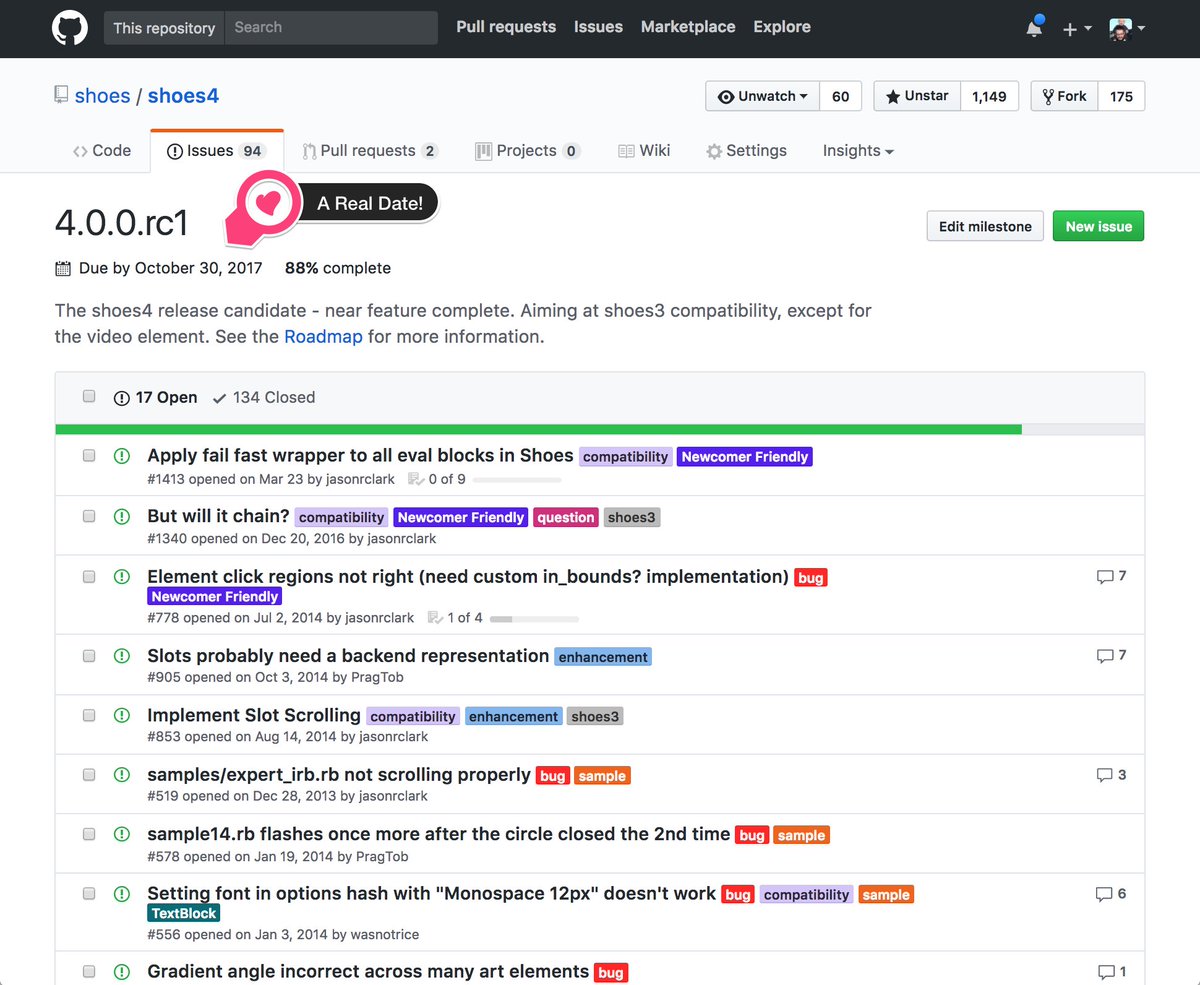 This repository Search Pull requests Issues Marketplace Explore
shoes / shoes4 Unwatch 60 Unstar 1,149 Fork 175
Code Issues 94 Pull requests 2 Projects 0 Wiki Settings Insights
A Real Date!
4.0.0.rc1 Edit milestone New issue
Due by October 30, 2017 88% complete
The shoes4 release candidate - near feature complete. Aiming at shoes3 compatibility, except for
the video element. See the Roadmap for more information.
17 Open 134 Closed
Apply fail fast wrapper to all eval blocks in Shoes compatibility Newcomer Friendly
#1413 opened on Mar 23 by jasonrclark 0 of 9
But will it chain? compatibility Newcomer Friendly question shoes3
#1340 opened on Dec 20, 2016 by jasonrclark
Element click regions not right (need custom in_bounds? implementation) bug 7
Newcomer Friendly
#778 opened on Jul 2, 2014 by jasonrclark 1 of 4
Slots probably need a backend representation enhancement 7
#905 opened on Oct 3, 2014 by PragTob
Implement Slot Scrolling compatibility enhancement shoes3
#853 opened on Aug 14, 2014 by jasonrclark
samples/expert_irb.rb not scrolling properly bug sample 3
#519 opened on Dec 28, 2013 by jasonrclark
sample14.rb flashes once more after the circle closed the 2nd time bug sample
#578 opened on Jan 19, 2014 by PragTob
Setting font in options hash with "Monospace 12px" doesn't work bug compatibility sample 6
TextBlock
#556 opened on Jan 3, 2014 by wasnotrice
Gradient angle incorrect across many art elements bug 1